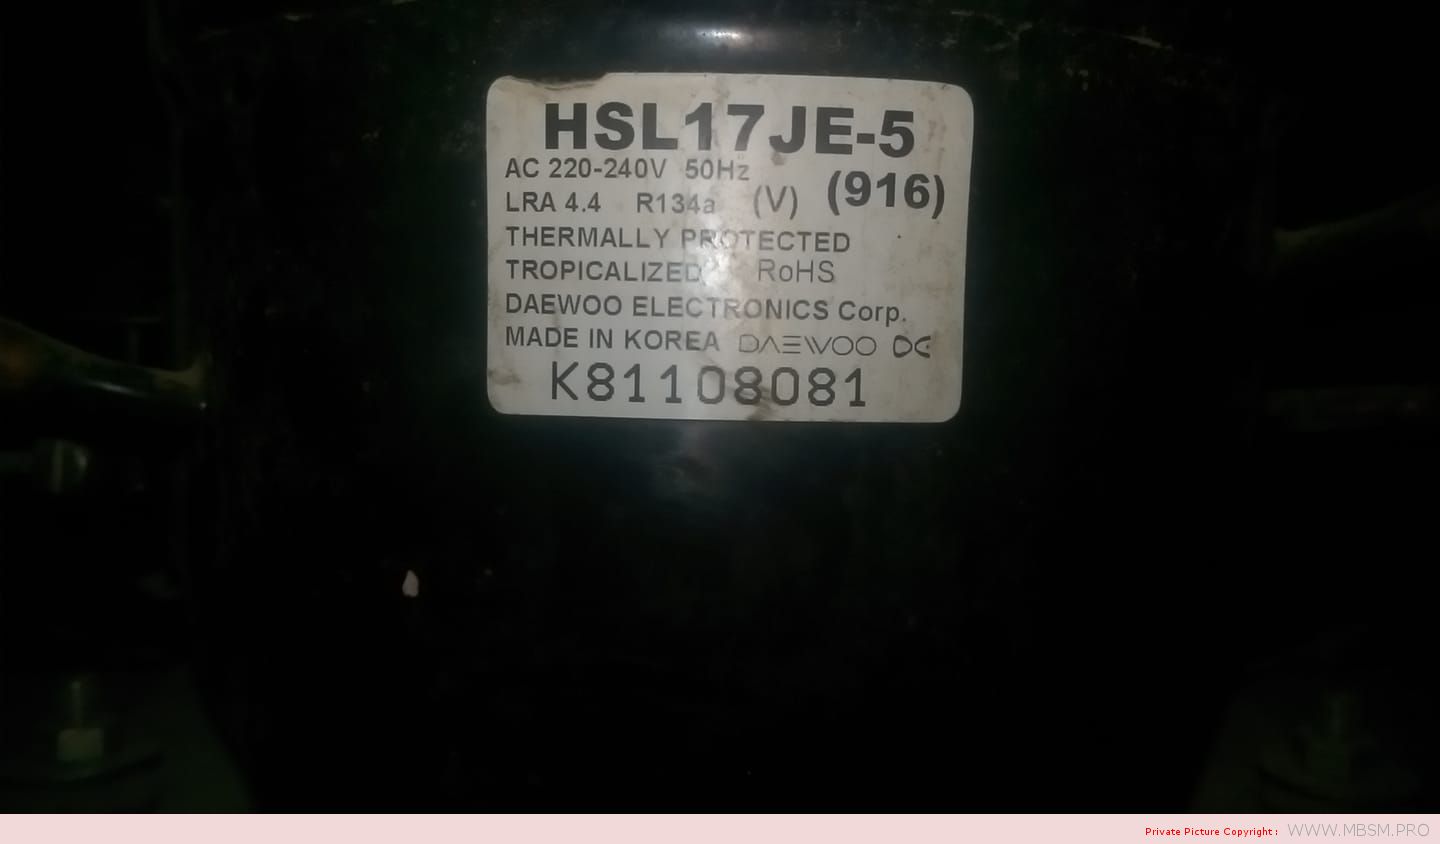 HSL17JE-5
AC 220-240V 50Hz
(916)
LRA 4.4 R134a (V)
THERMALLY PROTECTED
TROPICALIZED RoHS
DAEWOO ELECTRONICS Corp.
MADE IN KOREA DAEWOO DE
K81108081
Private Picture Copyright : WWW.MBSM.PRO